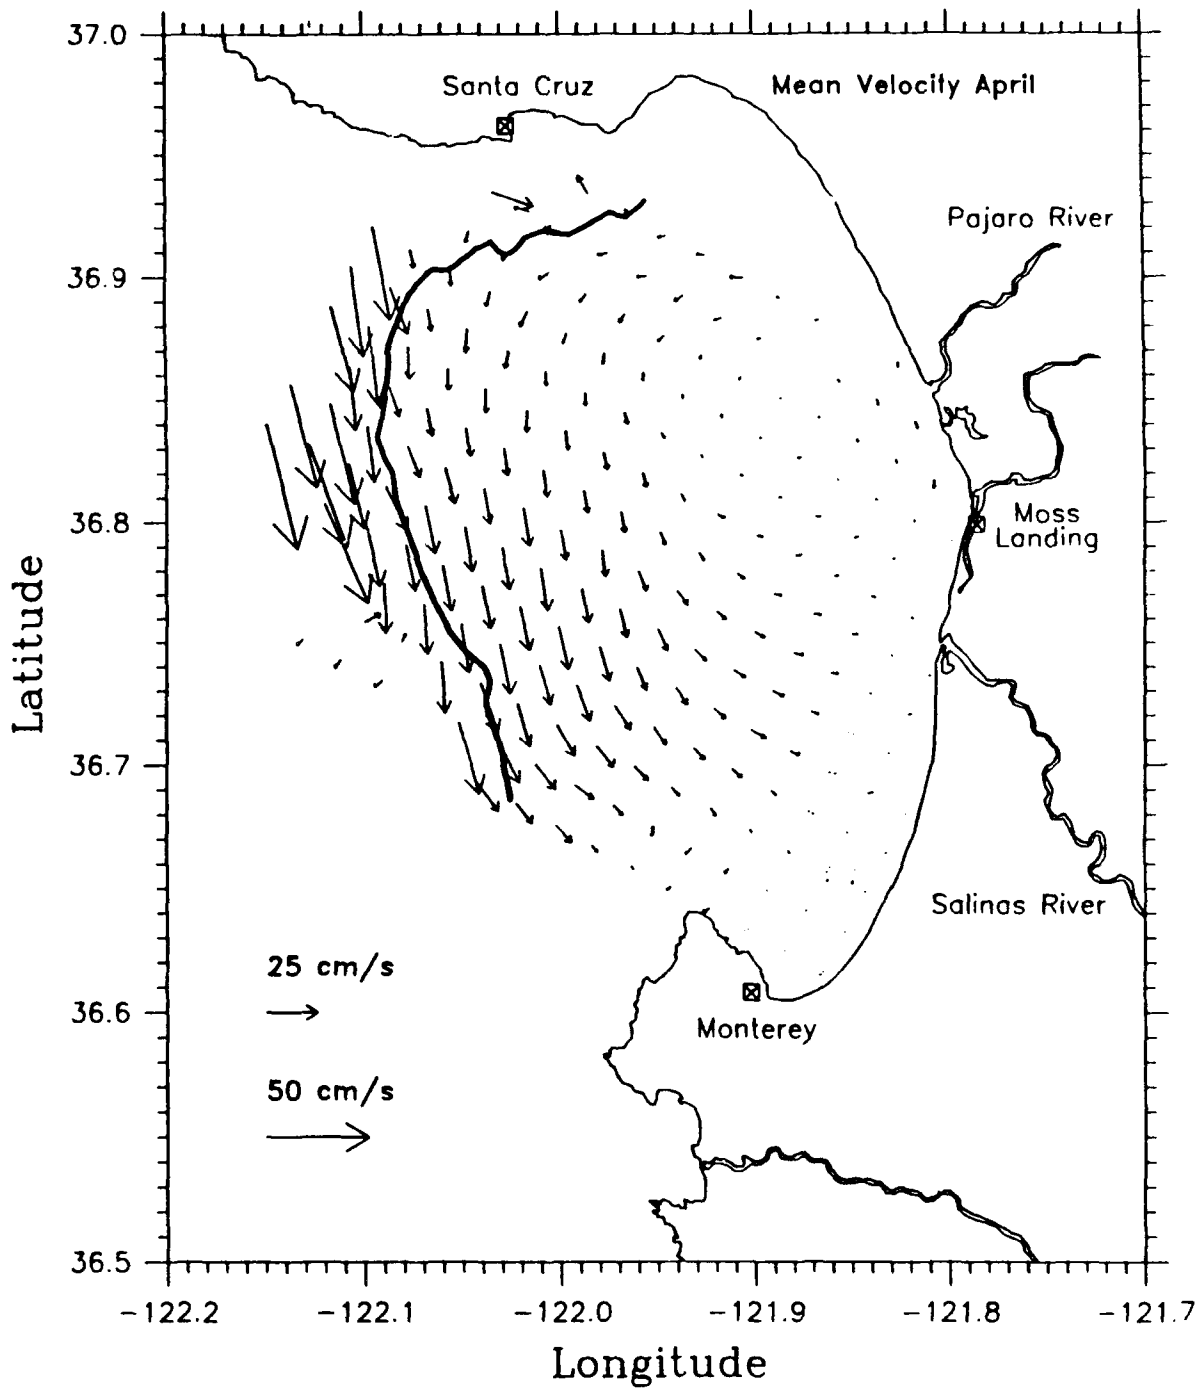 37.0
Santa Cruz
Mean Velocity April
Pajaro River
36.9
36.8
Moss
Landing
Latitude
36.7
Salinas River
25 cm/s
36.6
Monterey
50 cm/s
36.5
-122.2
-122.1
-122.0
-121.9
-121.8
-121.7
Longitude